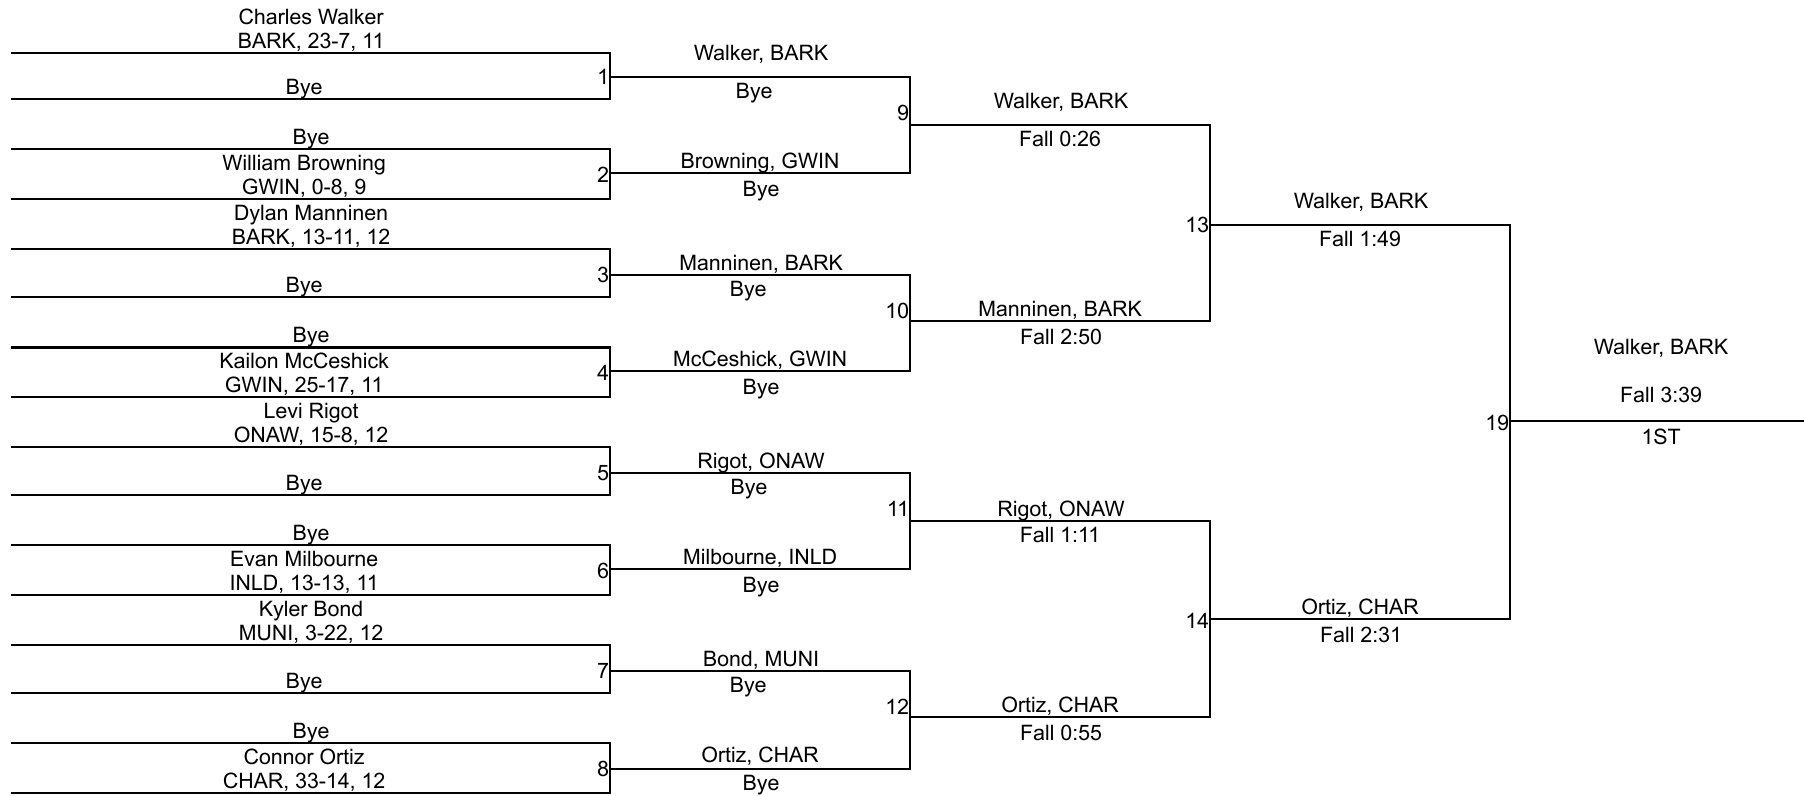 Charles Walker
BARK, 23-7, 11
Bye
1
Bye
William Browning
GWIN, 0-8, 9
2
Dylan Manninen
BARK, 13-11, 12
Bye
3
Bye
Kailon McCeshick
GWIN, 25-17, 11
4
Levi Rigot
ONAW, 15-8, 12
Bye
5
Bye
Evan Milbourne
INLD, 13-13, 11
6
Kyler Bond
MUNI, 3-22, 12
Bye
7
Bye
Connor Ortiz
CHAR, 33-14, 12
8
Walker, BARK
Bye
9
Browning, GWIN
Bye
Manninen, BARK
Bye
10
McCeshick, GWIN
Bye
Rigot, ONAW
Bye
11
Milbourne, INLD
Bye
Bond, MUNI
Bye
12
Ortiz, CHAR
Bye
Walker, BARK
Fall 0:26
13
Manninen, BARK
Fall 2:50
Rigot, ONAW
Fall 1:11
14
Ortiz, CHAR
Fall 0:55
Walker, BARK
Fall 1:49
19
Ortiz, CHAR
Fall 2:31
Walker, BARK
Fall 3:39
1ST